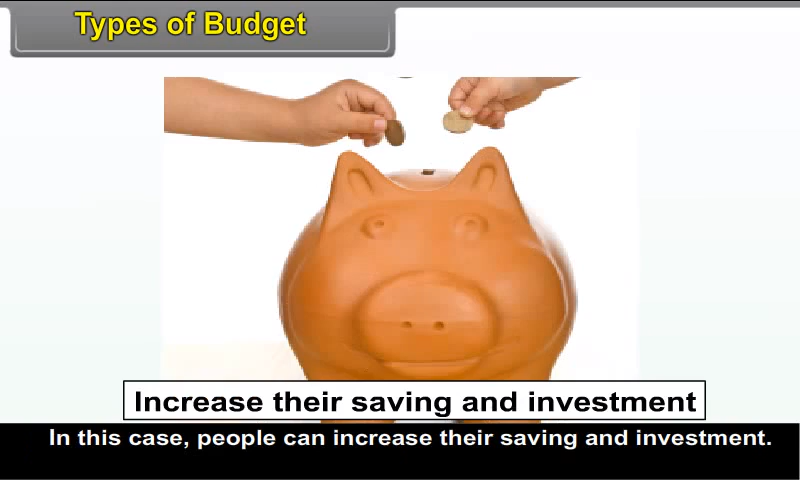 Types of Budget
Increase their saving and investment
In this case, people can increase their saving and investment.